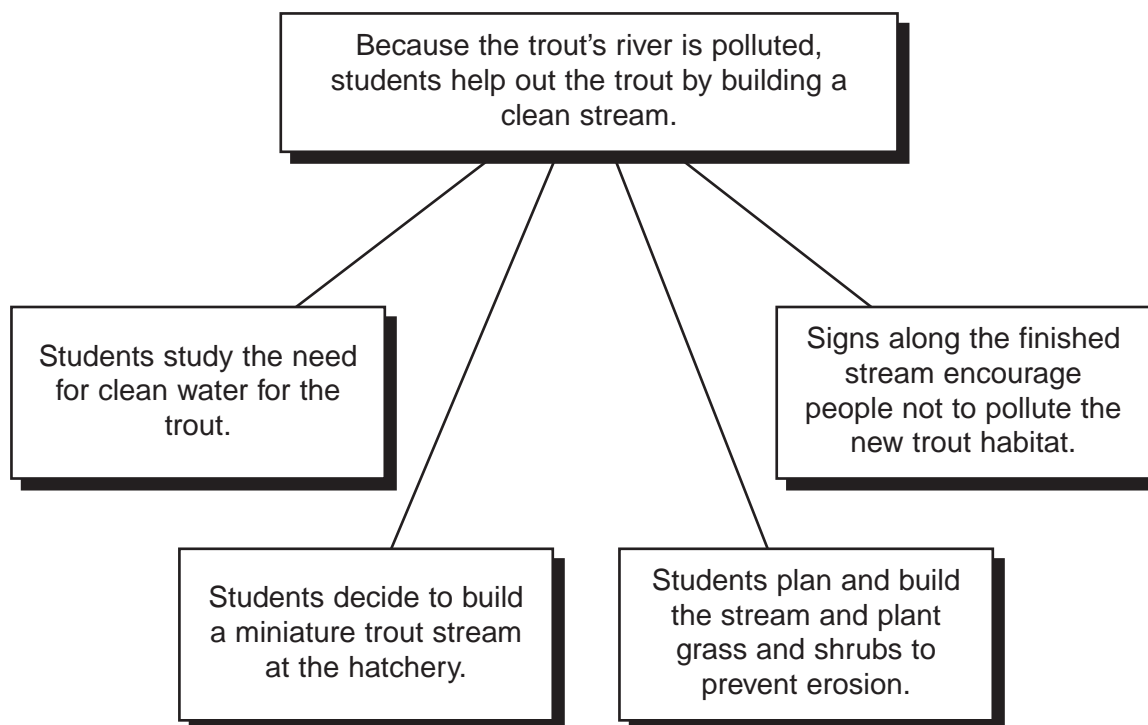 Because the trout’s river is polluted,
students help out the trout by building a
clean stream.
Students study the need
for clean water for the
trout.
Signs along the finished
stream encourage
people not to pollute the
new trout habitat.
Students decide to build
a miniature trout stream
at the hatchery.
Students plan and build
the stream and plant
grass and shrubs to
prevent erosion.